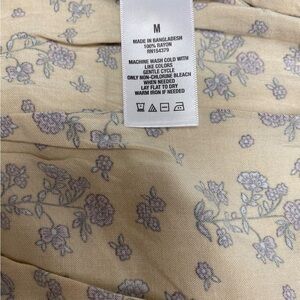 M
MADE IN BANGLADESH
100% RAYON
RN154379
MACHINE WASH COLD WITH
LIKE COLORS
GENTLE CYCLE
ONLY NON-CHLORINE BLEACH
WHEN NEEDED
LAY FLAT TO DRY
WARM IRON IF NEEDED